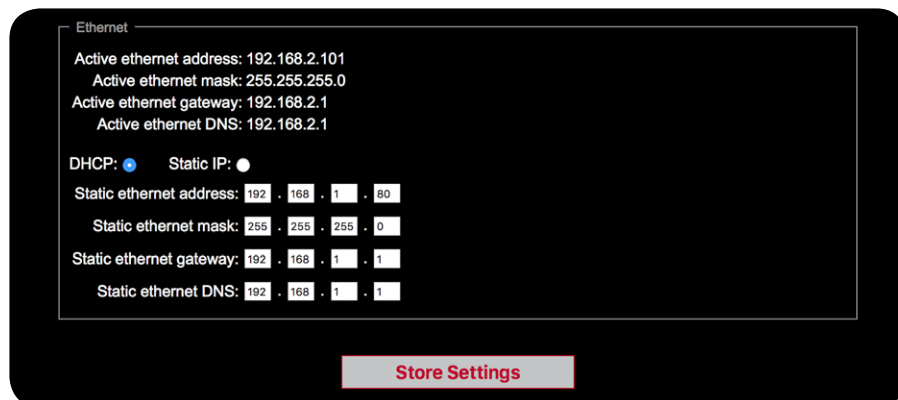 Ethernet
Active ethernet address: 192.168.2.101
Active ethernet mask: 255.255.255.0
Active ethernet gateway: 192.168.2.1
Active ethernet DNS: 192.168.2.1
DHCP: Static IP:
Static ethernet address: 192 . 168 . 1 . 80
Static ethernet mask: 255 . 255 . 255 . 0
Static ethernet gateway: 192 . 168 . 1 . 1
Static ethernet DNS: 192 . 168 . 1 . 1
Store Settings